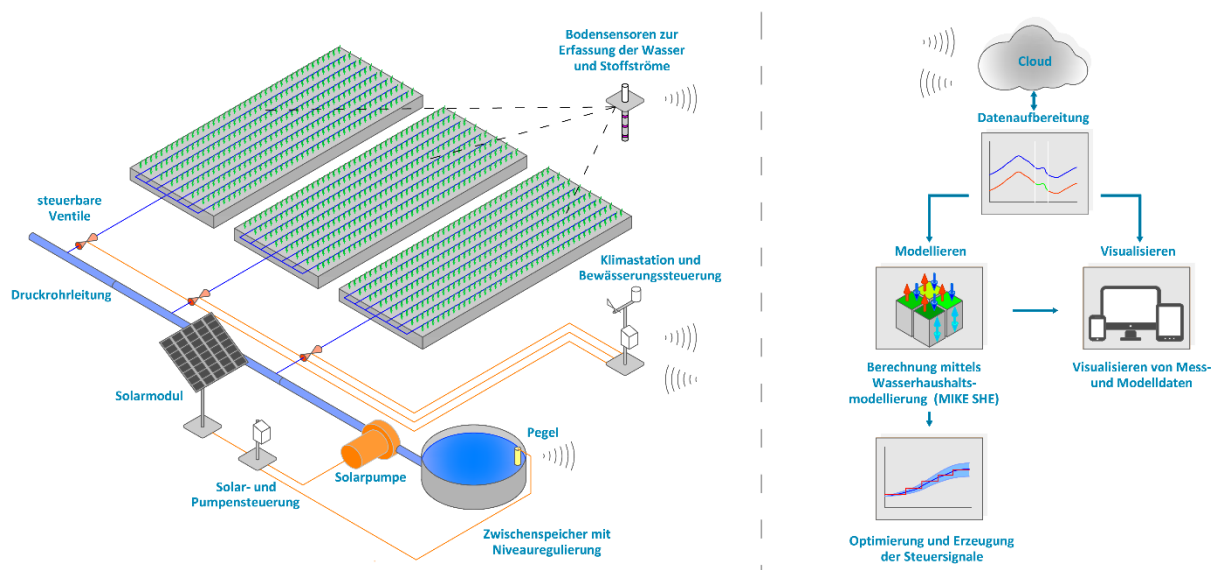 Bodensensoren zur
Erfassung der Wasser
und Stoffströme
steuerbare
Ventile
Druckrohrleitung
Klimastation und
Bewässerungssteuerung
Solarmodul
Solar- und
Pumpensteuerung
Solarpumpe
Pegel
Zwischenspeicher mit
Niveauregulierung
Cloud
Datenaufbereitung
Modellieren
Visualisieren
Berechnung mittels
Wasserhaushalts-
modellierung (MIKE SHE)
Visualisieren von Mess-
und Modelldaten
Optimierung und Erzeugung
der Steuersignale